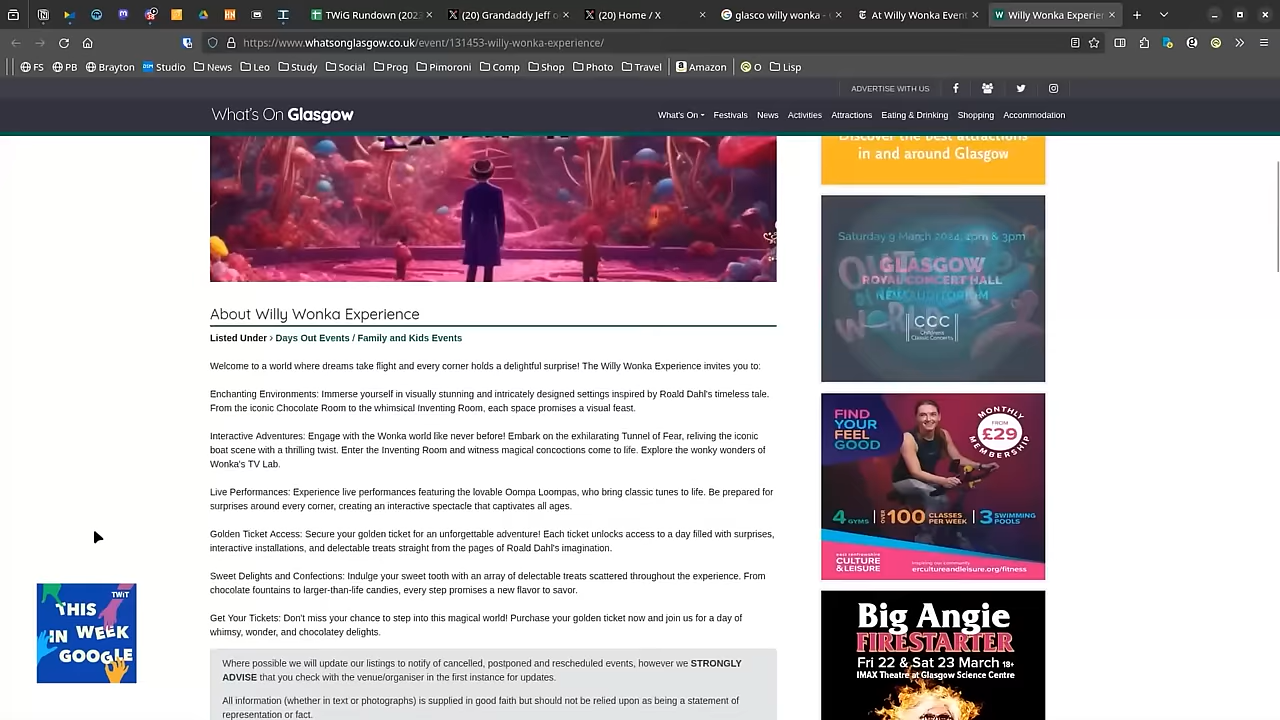 TWiG Rundown (202
(20) Grandaddy Jeff o
(20) Home / X
glasco willy wonka -
At Willy Wonka Event
Willy Wonka Experien
https://www.whatsonglasgow.co.uk/event/131453-willy-wonka-experience/
FS
PB
Brayton
Studio
News
Leo
Study
Social
Prog
Pimoroni
Comp
Shop
Photo
Travel
Amazon
O
Lisp
ADVERTISE WITH US
What's On Glasgow
What's On
Festivals
News
Activities
Attractions
Eating & Drinking
Shopping
Accommodation
Discover the best attractions
in and around Glasgow
Saturday 9 March 2024, 1pm & 3pm
GLASGOW
ROYAL CONCERT HALL
NEW AUDITORIUM
CCC
Children's
Classic Concerts
About Willy Wonka Experience
Listed Under › Days Out Events / Family and Kids Events
Welcome to a world where dreams take flight and every corner holds a delightful surprise! The Willy Wonka Experience invites you to:
Enchanting Environments: Immerse yourself in visually stunning and intricately designed settings inspired by Roald Dahl's timeless tale.
From the iconic Chocolate Room to the whimsical Inventing Room, each space promises a visual feast.
Interactive Adventures: Engage with the Wonka world like never before! Embark on the exhilarating Tunnel of Fear, reliving the iconic
boat scene with a thrilling twist. Enter the Inventing Room and witness magical concoctions come to life. Explore the wonky wonders of
Wonka's TV Lab.
Live Performances: Experience live performances featuring the lovable Oompa Loompas, who bring classic tunes to life. Be prepared for
surprises around every corner, creating an interactive spectacle that captivates all ages.
Golden Ticket Access: Secure your golden ticket for an unforgettable adventure! Each ticket unlocks access to a day filled with surprises,
interactive installations, and delectable treats straight from the pages of Roald Dahl's imagination.
Sweet Delights and Confections: Indulge your sweet tooth with an array of delectable treats scattered throughout the experience. From
chocolate fountains to larger-than-life candies, every step promises a new flavor to savor.
Get Your Tickets: Don't miss your chance to step into this magical world! Purchase your golden ticket now and join us for a day of
whimsy, wonder, and chocolatey delights.
Where possible we will update our listings to notify of cancelled, postponed and rescheduled events, however we STRONGLY
ADVISE that you check with the venue/organiser in the first instance for updates.
All information (whether in text or photographs) is supplied in good faith but should not be relied upon as being a statement of
representation or fact.
FIND
YOUR
FEEL
GOOD
MONTHLY
FROM
£29
MEMBERSHIP
4 GYMS
OVER 100 CLASSES PER WEEK
3 SWIMMING POOLS
east renfrewshire
CULTURE
& LEISURE
inspiring our community
ercultureandleisure.org/fitness
Big Angie
FIRESTARTER
Fri 22 & Sat 23 March 18+
IMAX Theatre at Glasgow Science Centre
TWiT
THIS
IN WEEK
GOOGLE